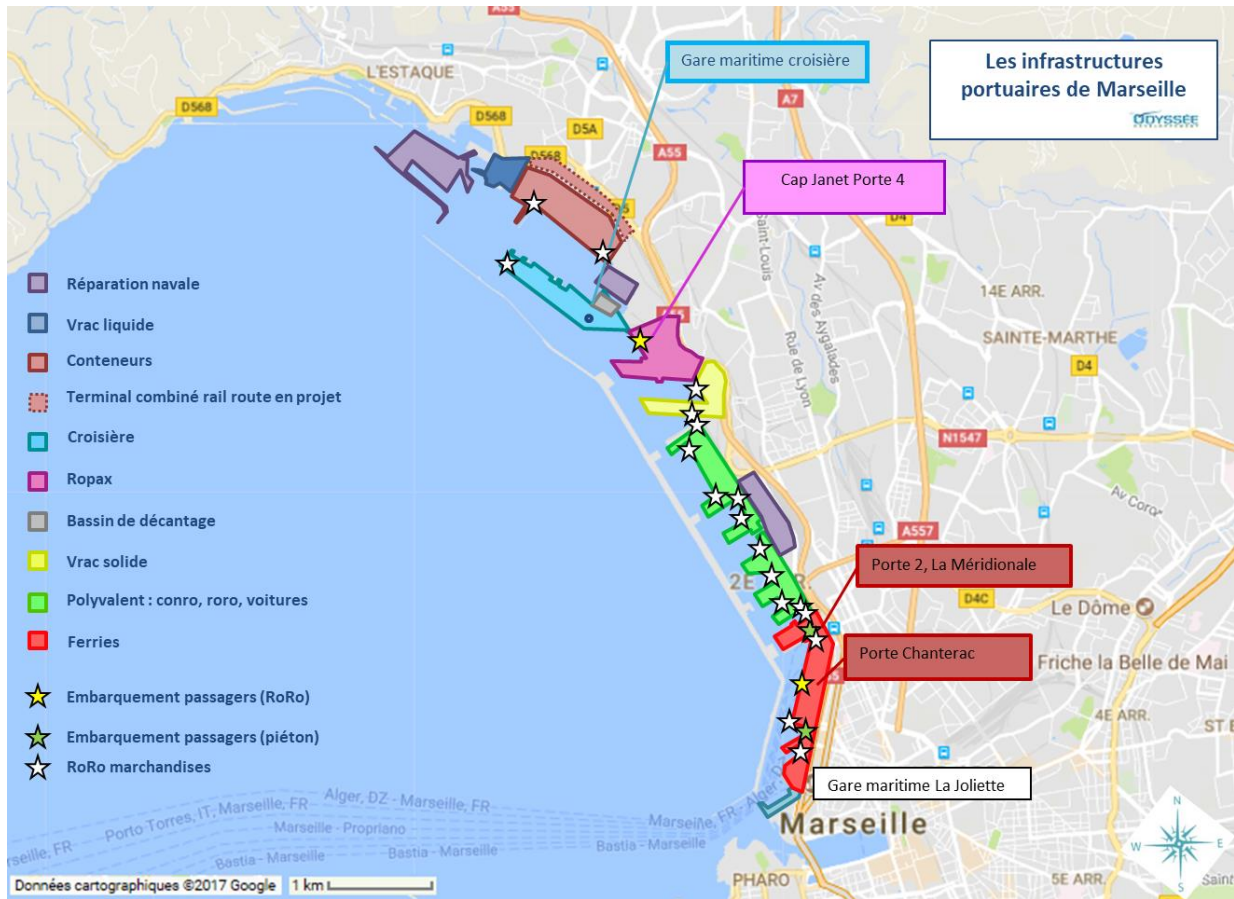 Les infrastructures
portuaires de Marseille
ODYSSÉE
Gare maritime croisière
Cap Janet Porte 4
Porte 2, La Méridionale
Porte Chanterac
Gare maritime La Joliette
Réparation navale
Vrac liquide
Conteneurs
Terminal combiné rail route en projet
Croisière
Ropax
Bassin de décantage
Vrac solide
Polyvalent : conro, roro, voitures
Ferries
Embarquement passagers (RoRo)
Embarquement passagers (piéton)
RoRo marchandises
A55
L'ESTAQUE
D568
D568
D5A
A55
A7
D4
Saint-Louis
Av des Aygalades
Rue de Lyon
14E ARR.
SAINTE-MARTHE
D4
N1547
A557
2E ARR.
D4C
Le Dôme
Friche la Belle de Mai
4E ARR.
Marseille
PHARO
5E ARR.
Porto Torres, IT, Marseille, FR
Alger, DZ - Marseille, FR
Marseille - Propriano
Bastia - Marseille
Bastia - Marseille
Bastia - Marseille
N
W
E
S
Données cartographiques ©2017 Google
1 km